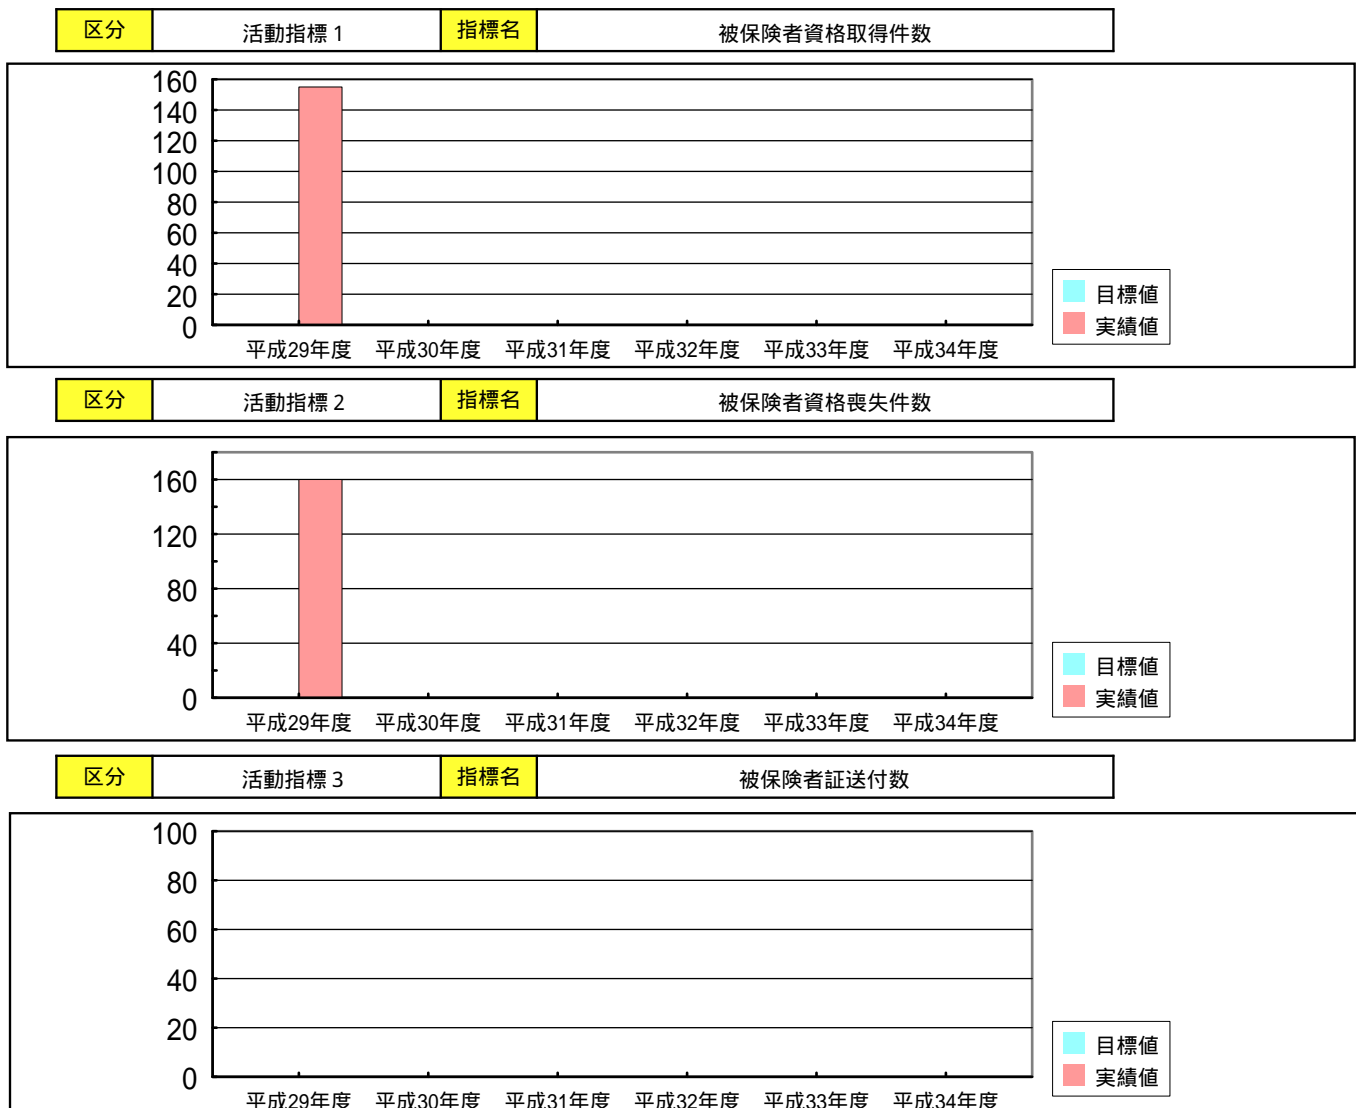 区分 活動指標1 指標名 被保険者資格取得件数
160
140
120
100
80
60
40
20
0
平成29年度 平成30年度 平成31年度 平成32年度 平成33年度 平成34年度
目標値
実績値
区分 活動指標2 指標名 被保険者資格喪失件数
160
120
80
40
0
平成29年度 平成30年度 平成31年度 平成32年度 平成33年度 平成34年度
目標値
実績値
区分 活動指標3 指標名 被保険者証送付数
100
80
60
40
20
0
平成29年度 平成30年度 平成31年度 平成32年度 平成33年度 平成34年度
目標値
実績値